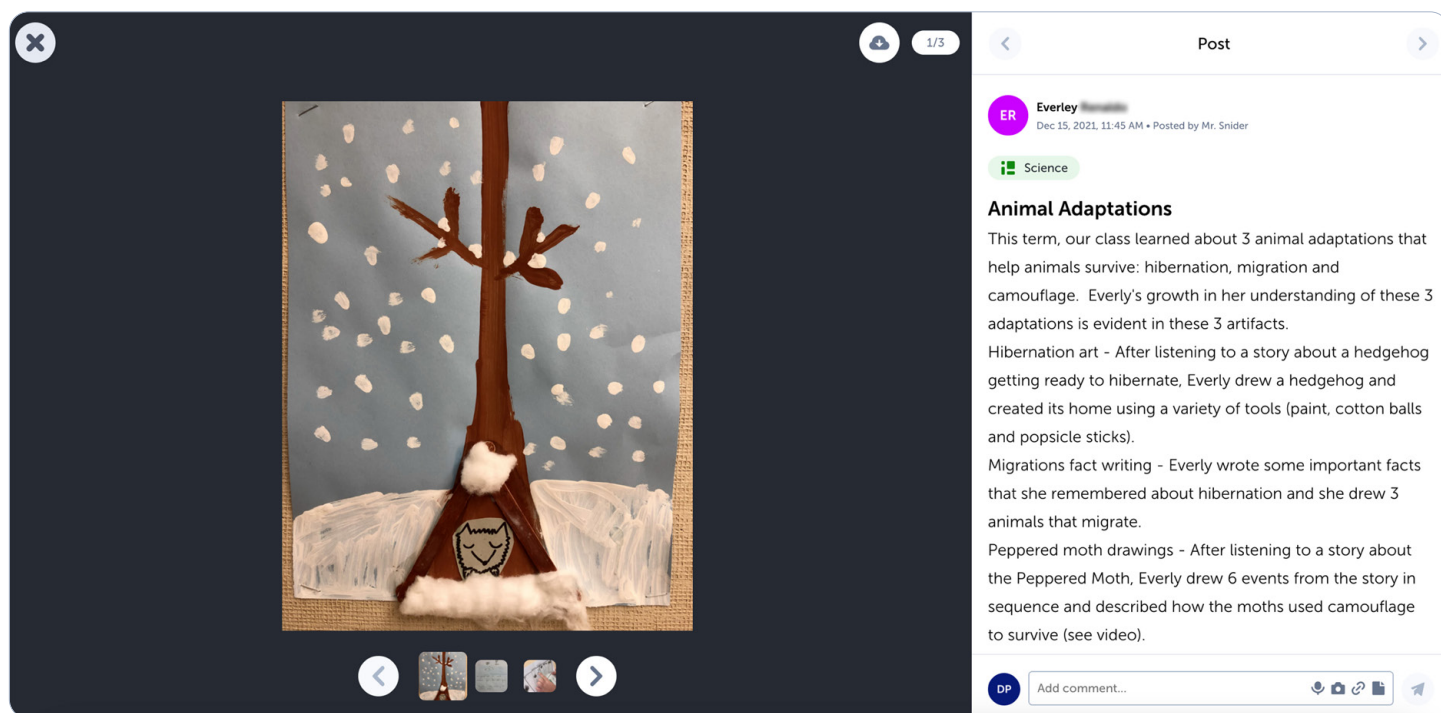 1/3
Post
ER
Everley
Dec 15, 2021, 11:45 AM • Posted by Mr. Snider
Science
Animal Adaptations
This term, our class learned about 3 animal adaptations that
help animals survive: hibernation, migration and
camouflage.  Everly's growth in her understanding of these 3
adaptations is evident in these 3 artifacts.
Hibernation art - After listening to a story about a hedgehog
getting ready to hibernate, Everly drew a hedgehog and
created its home using a variety of tools (paint, cotton balls
and popsicle sticks).
Migrations fact writing - Everly wrote some important facts
that she remembered about hibernation and she drew 3
animals that migrate.
Peppered moth drawings - After listening to a story about
the Peppered Moth, Everly drew 6 events from the story in
sequence and described how the moths used camouflage
to survive (see video).
DP
Add comment...